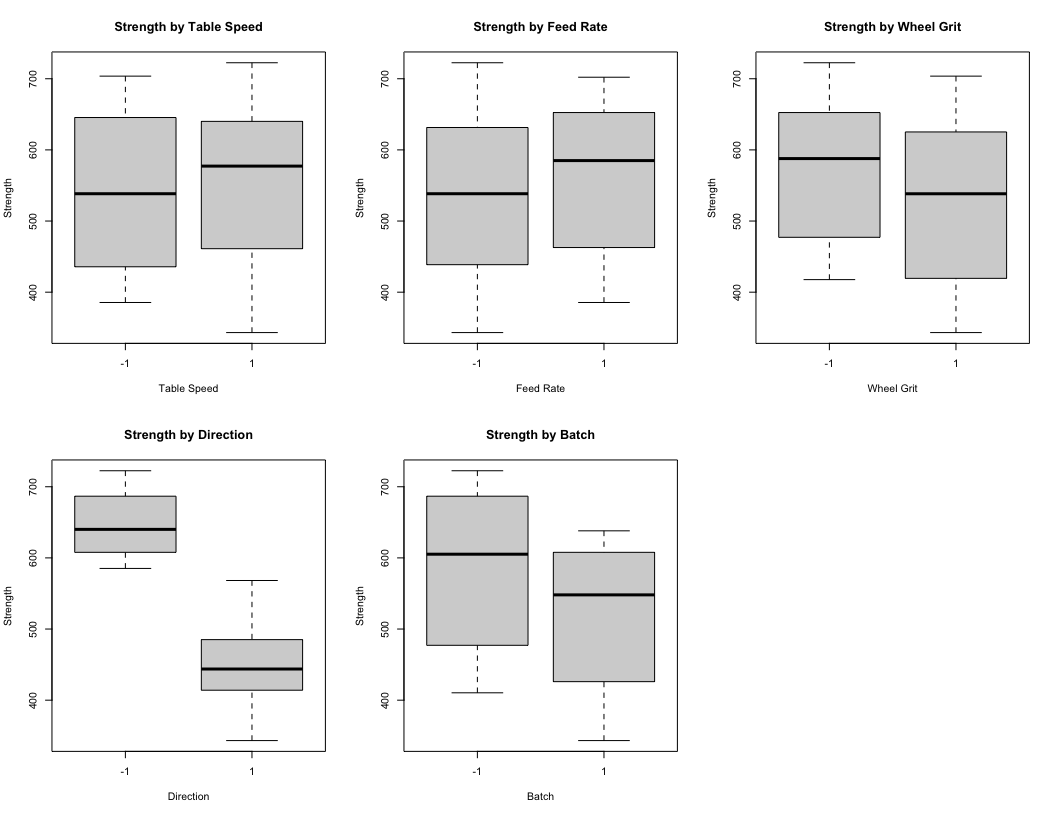 Strength by Table Speed
Strength
400
500
600
700
-1
1
Table Speed
Strength by Feed Rate
Strength
400
500
600
700
-1
1
Feed Rate
Strength by Wheel Grit
Strength
400
500
600
700
-1
1
Wheel Grit
Strength by Direction
Strength
400
500
600
700
-1
1
Direction
Strength by Batch
Strength
400
500
600
700
-1
1
Batch